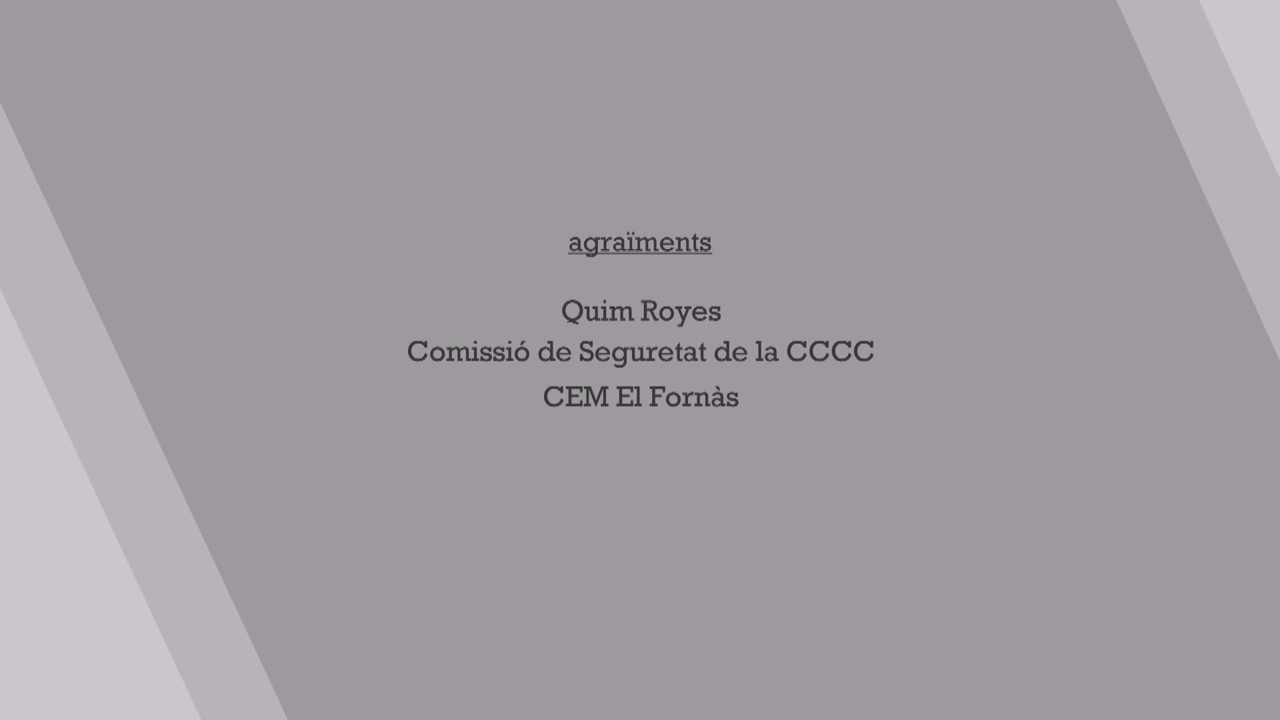 agraïments
Quim Royes
Comissió de Seguretat de la CCCC
CEM El Fornàs